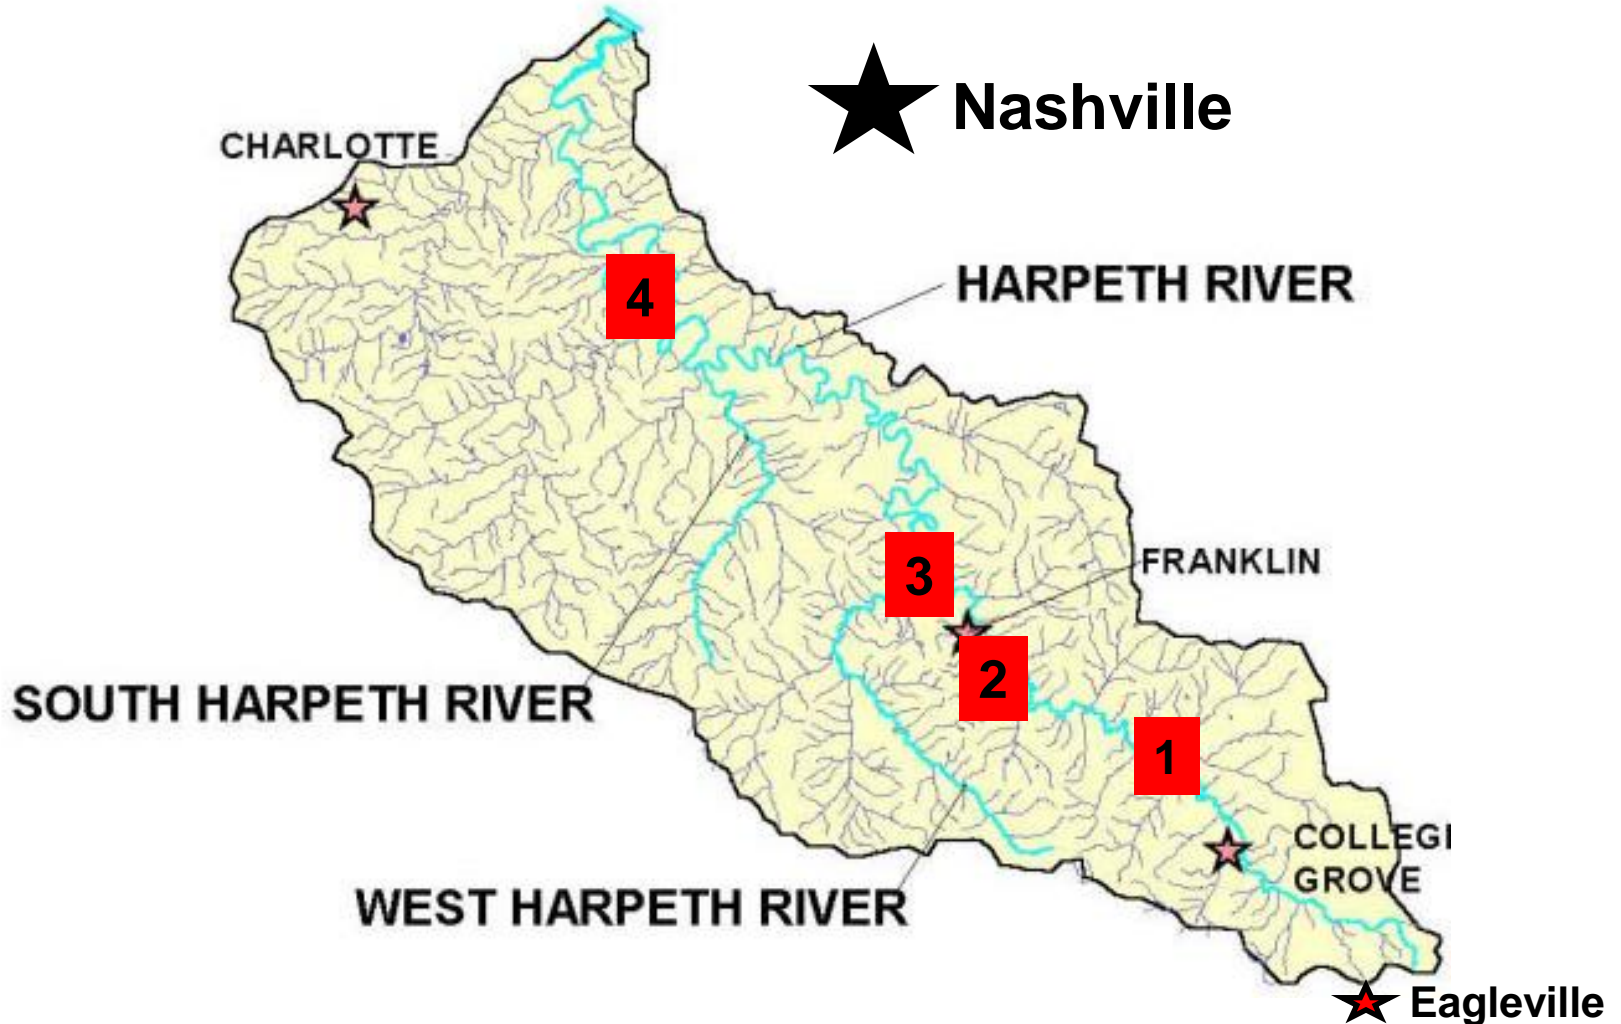 Nashville
CHARLOTTE
HARPETH RIVER
4
FRANKLIN
3
2
SOUTH HARPETH RIVER
1
COLLEGI
GROVE
WEST HARPETH RIVER
Eagleville